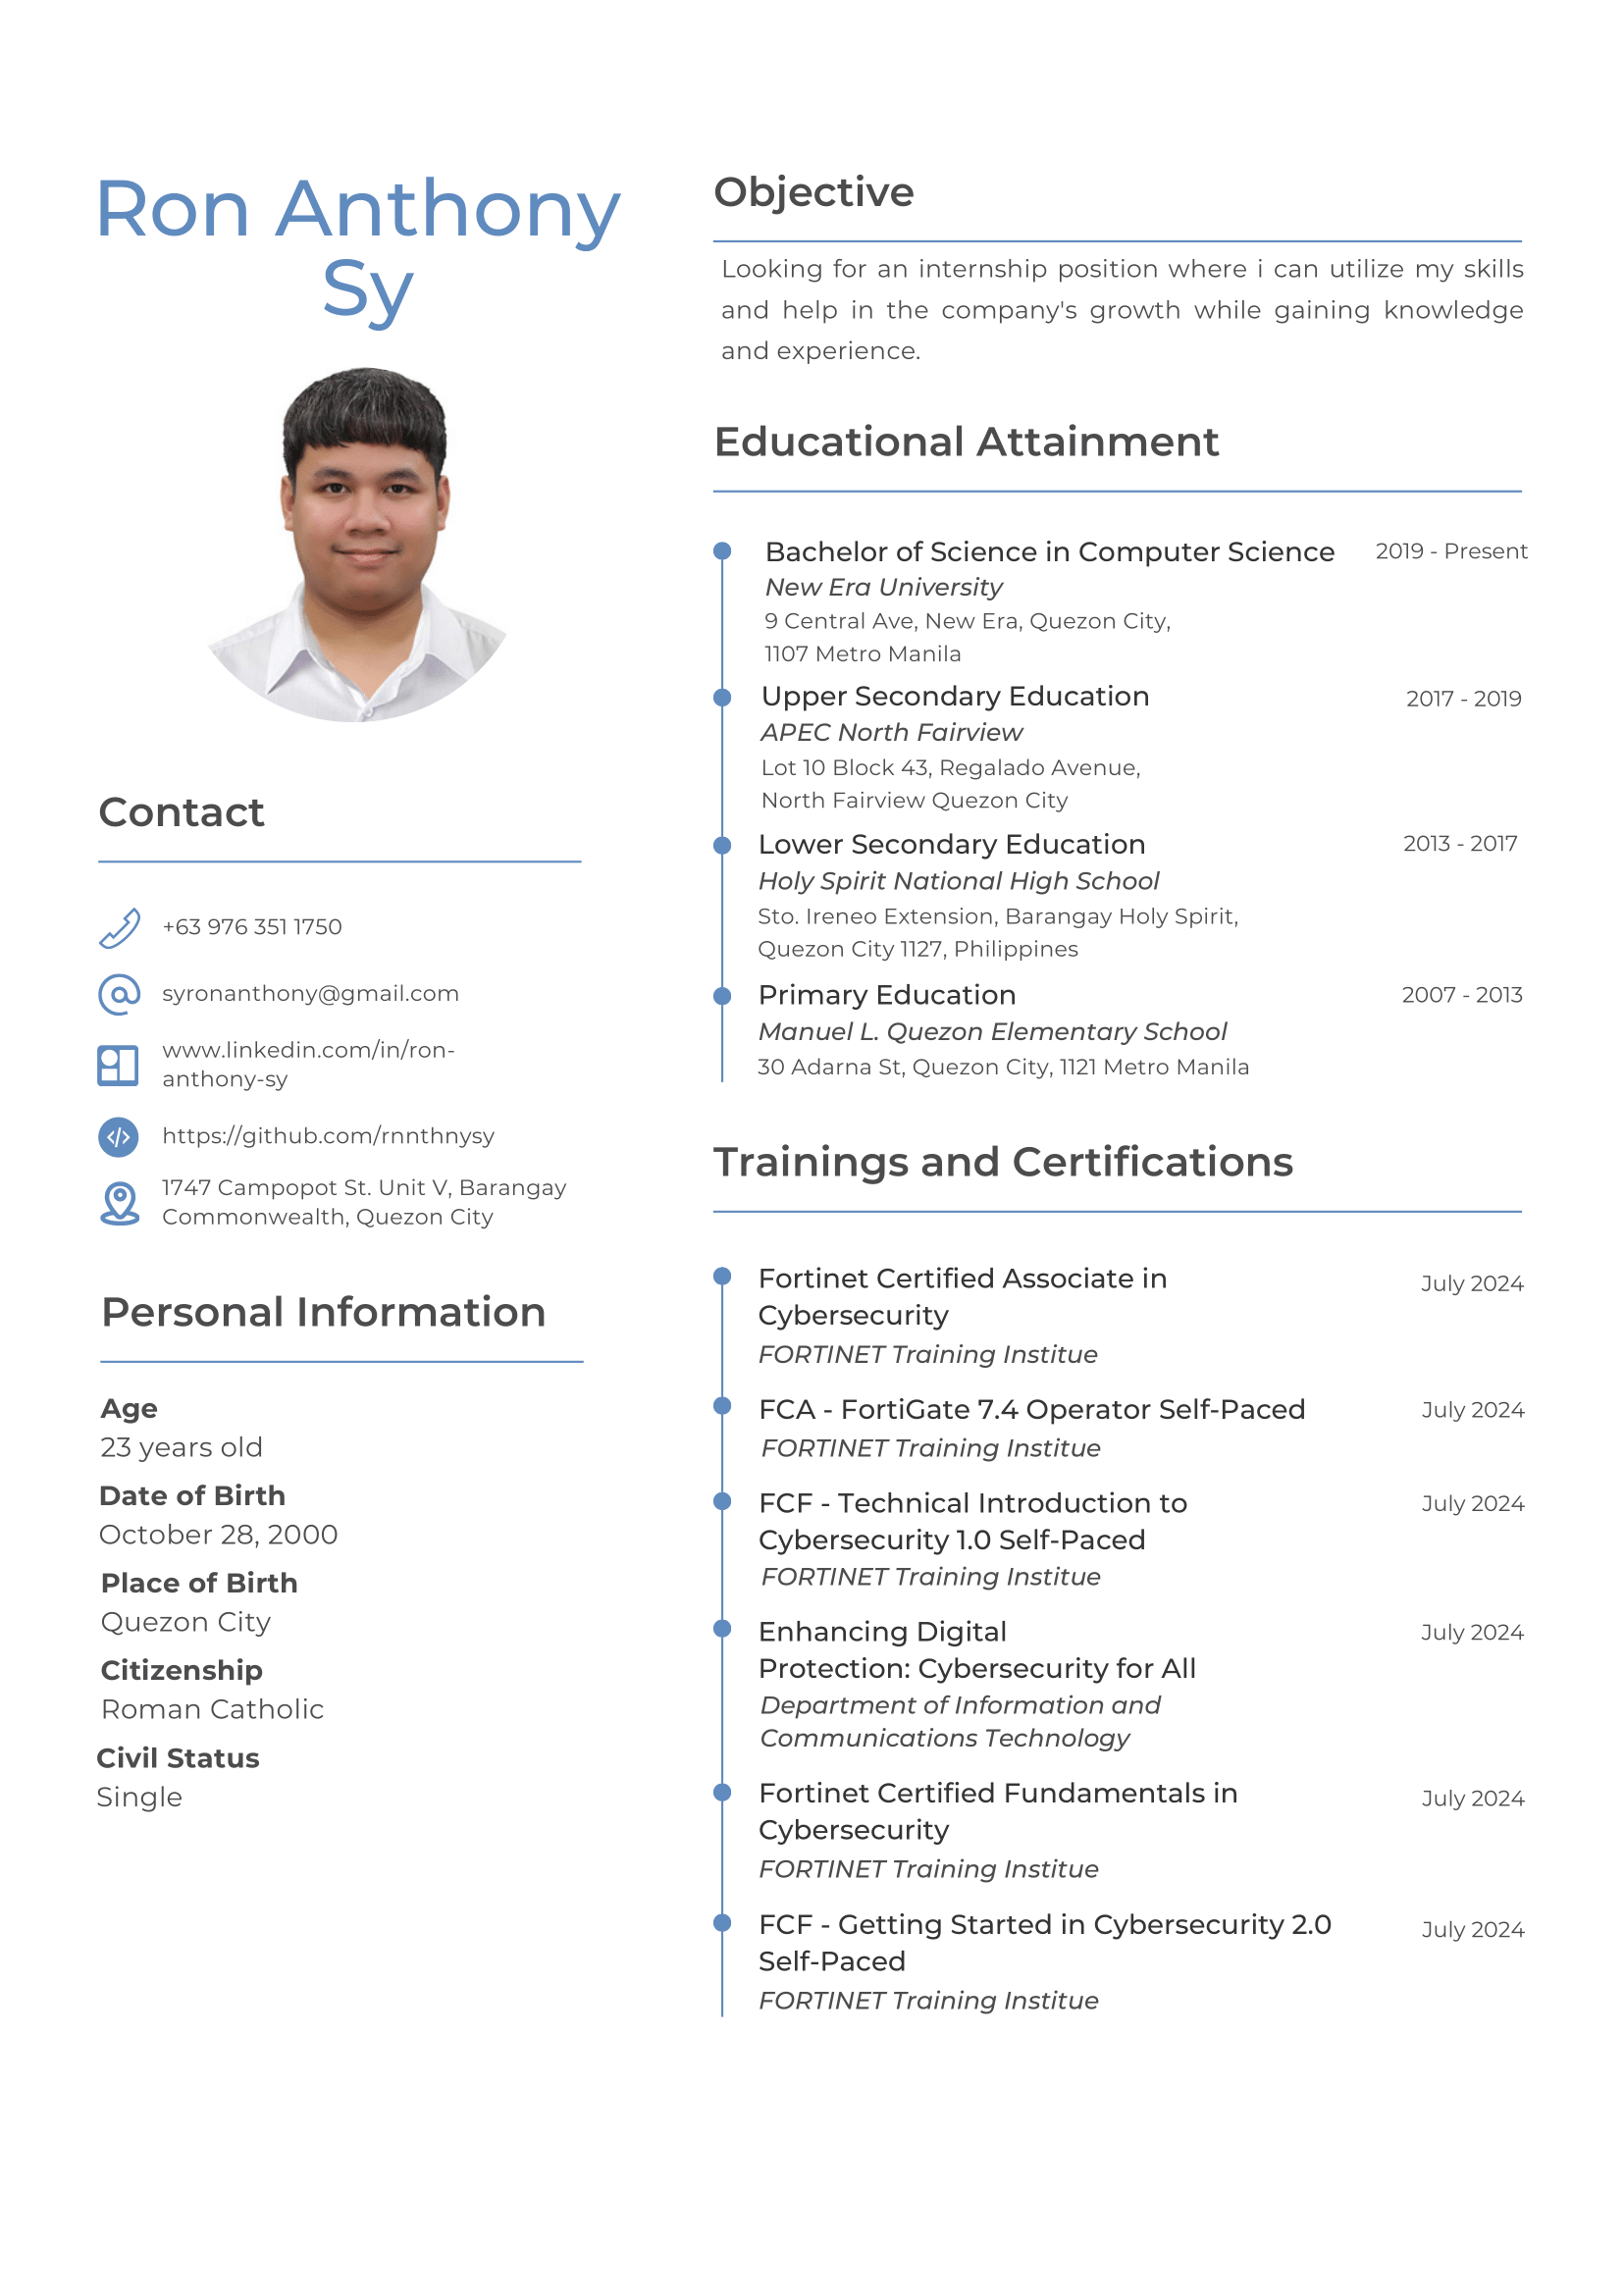 Ron Anthony
Sy
Contact
+63 976 351 1750
syronanthony@gmail.com
www.linkedin.com/in/ron-
anthony-sy
https://github.com/rnnthnysy
1747 Campopot St. Unit V, Barangay
Commonwealth, Quezon City
Personal Information
Age
23 years old
Date of Birth
October 28, 2000
Place of Birth
Quezon City
Citizenship
Roman Catholic
Civil Status
Single
Objective
Looking for an internship position where i can utilize my skills
and help in the company's growth while gaining knowledge
and experience.
Educational Attainment
Bachelor of Science in Computer Science 2019 - Present
New Era University
9 Central Ave, New Era, Quezon City,
1107 Metro Manila
Upper Secondary Education 2017 - 2019
APEC North Fairview
Lot 10 Block 43, Regalado Avenue,
North Fairview Quezon City
Lower Secondary Education 2013 - 2017
Holy Spirit National High School
Sto. Ireneo Extension, Barangay Holy Spirit,
Quezon City 1127, Philippines
Primary Education 2007 - 2013
Manuel L. Quezon Elementary School
30 Adarna St, Quezon City, 1121 Metro Manila
Trainings and Certifications
Fortinet Certified Associate in July 2024
Cybersecurity
FORTINET Training Institue
FCA - FortiGate 7.4 Operator Self-Paced July 2024
FORTINET Training Institue
FCF - Technical Introduction to July 2024
Cybersecurity 1.0 Self-Paced
FORTINET Training Institue
Enhancing Digital July 2024
Protection: Cybersecurity for All
Department of Information and
Communications Technology
Fortinet Certified Fundamentals in July 2024
Cybersecurity
FORTINET Training Institue
FCF - Getting Started in Cybersecurity 2.0 July 2024
Self-Paced
FORTINET Training Institue